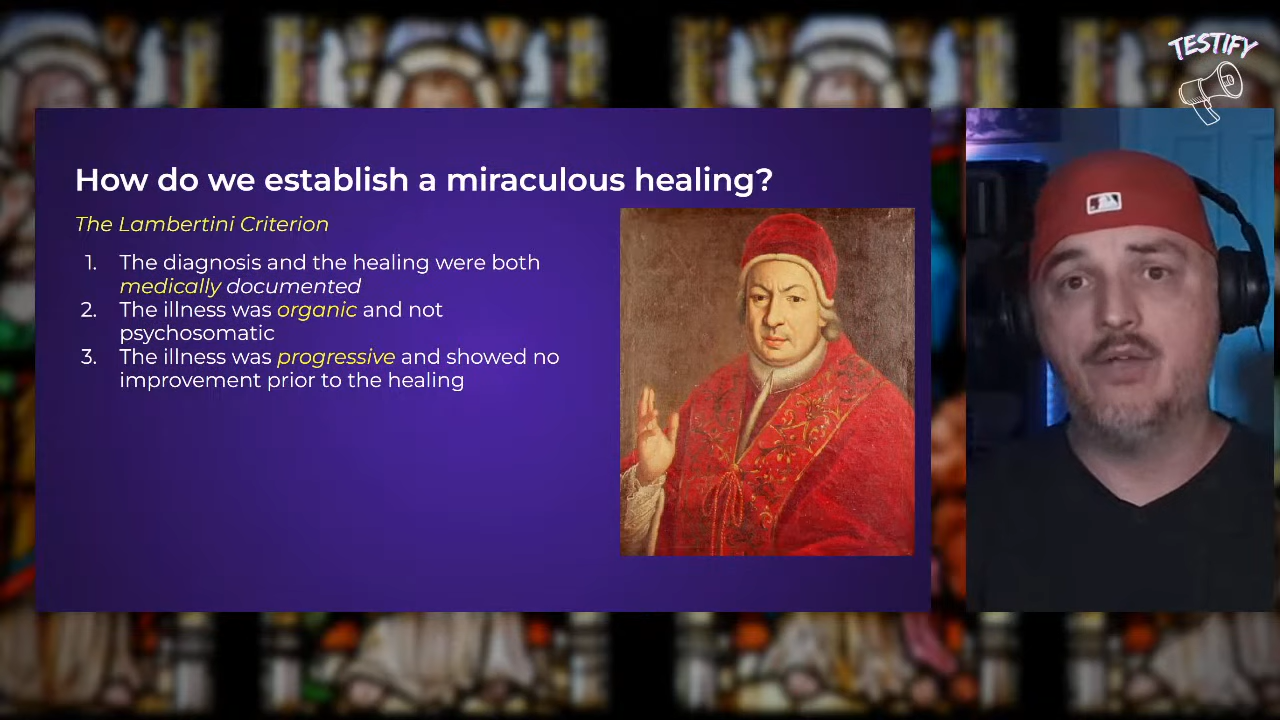 TESTIFY
How do we establish a miraculous healing?
The Lambertini Criterion
1. The diagnosis and the healing were both
medically documented
2. The illness was organic and not
psychosomatic
3. The illness was progressive and showed no
improvement prior to the healing